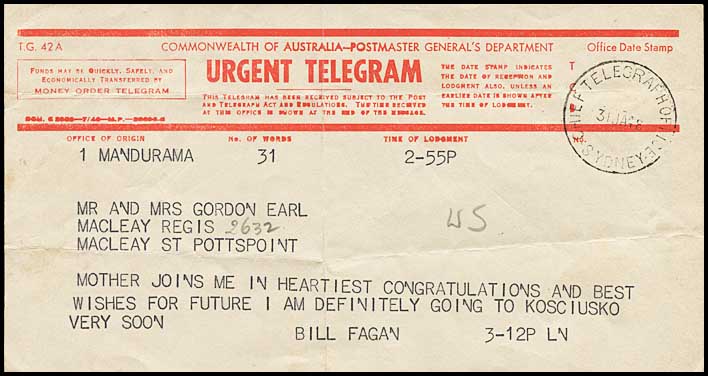 T.G. 42A COMMONWEALTH OF AUSTRALIA—POSTMASTER GENERAL'S DEPARTMENT Office Date Stamp
FUNDS MAY BE QUICKLY, SAFELY, AND
ECONOMICALLY TRANSFERRED BY
MONEY ORDER TELEGRAM
URGENT TELEGRAM
THIS TELEGRAM HAS BEEN RECEIVED SUBJECT TO THE POST
AND TELEGRAPH ACT AND REGULATIONS. THE TIME RECEIVED
AT THIS OFFICE IS SHOWN AT THE END OF THE MESSAGE.
THE DATE STAMP INDICATES
THE DATE OF RECEPTION AND
LODGMENT ALSO, UNLESS AN
EARLIER DATE IS SHOWN AFTER
THE TIME OF LODGMENT.
CHIEF TELEGRAPH OFFICE
31JA
SYDNEY
OFFICE OF ORIGIN No. OF WORDS TIME OF LODGMENT
1 MANDURAMA 31 2-55P
MR AND MRS GORDON EARL
MACLEAY REGIS 2632 WS
MACLEAY ST POTTSPOINT
MOTHER JOINS ME IN HEARTIEST CONGRATULATIONS AND BEST
WISHES FOR FUTURE I AM DEFINITELY GOING TO KOSCIUSKO
VERY SOON
BILL FAGAN 3-12P LN